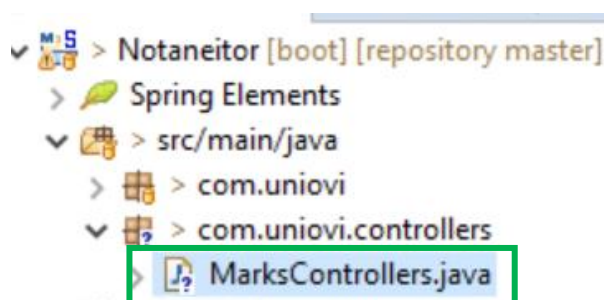 > Notaneitor [boot] [repository master]
> Spring Elements
> src/main/java
> > com.uniovi
> com.uniovi.controllers
> MarksControllers.java